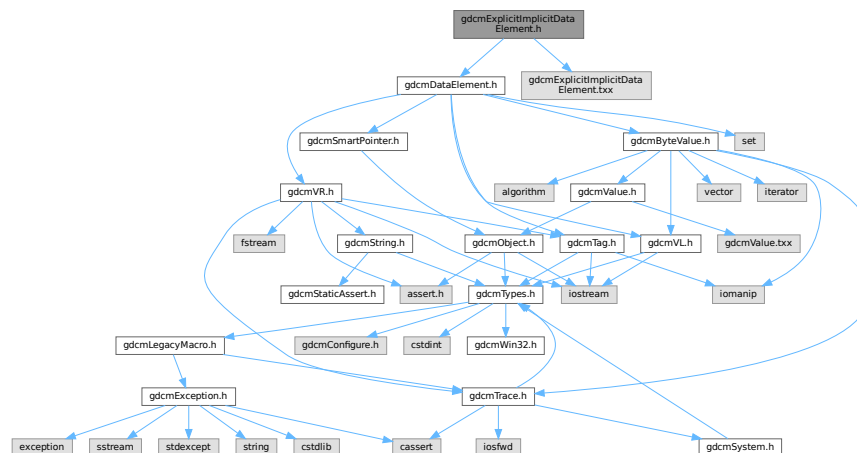 gdcmExplicitImplicitData
Element.h
gdcmDataElement.h
gdcmExplicitImplicitData
Element.txx
gdcmSmartPointer.h
gdcmByteValue.h
set
algorithm
gdcmValue.h
vector
iterator
gdcmVR.h
fstream
gdcmString.h
gdcmObject.h
gdcmTag.h
gdcmVL.h
gdcmValue.txx
gdcmStaticAssert.h
assert.h
gdcmTypes.h
iostream
iomanip
gdcmLegacyMacro.h
gdcmConfigure.h
cstdint
gdcmWin32.h
gdcmException.h
gdcmTrace.h
exception
sstream
stdexcept
string
cstdlib
cassert
iosfwd
gdcmSystem.h